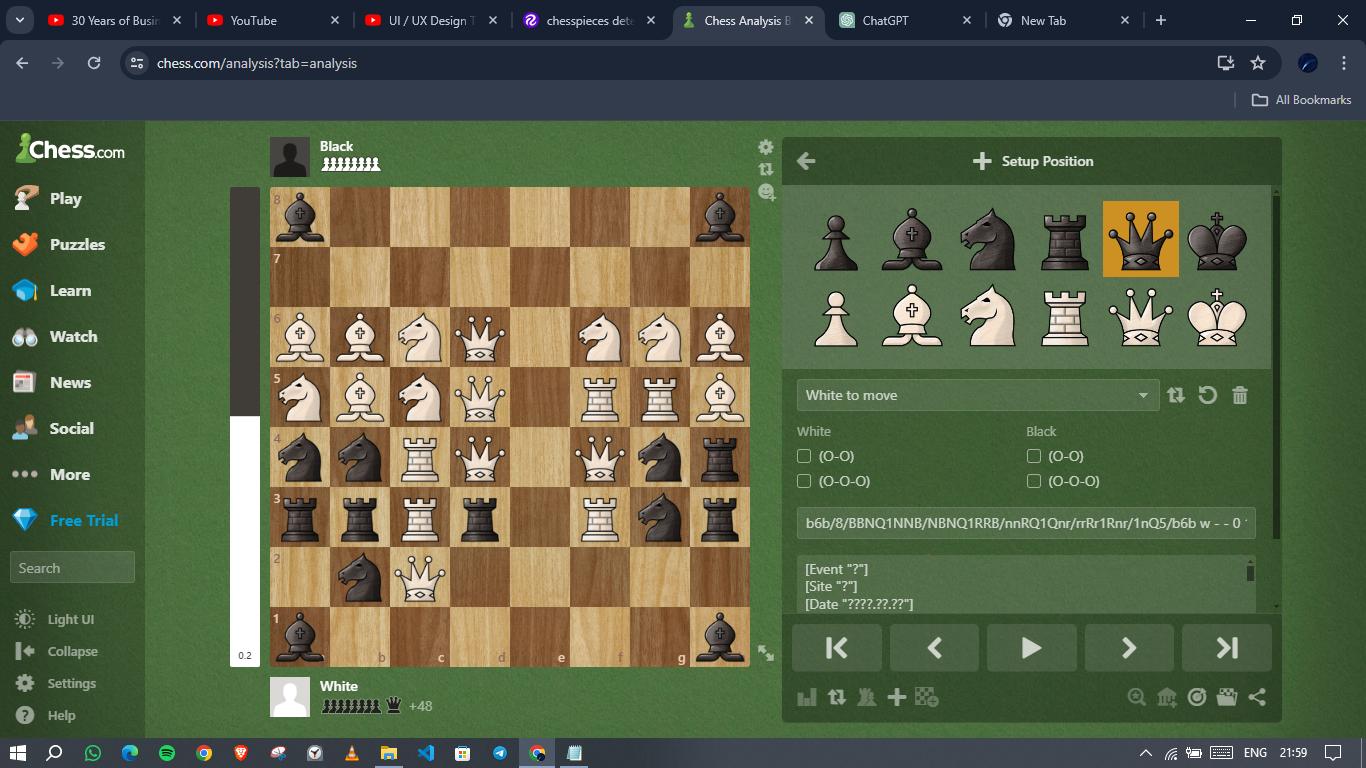 30 Years of Busin
YouTube
UI / UX Design T
chesspieces dete
Chess Analysis B
ChatGPT
New Tab
chess.com/analysis?tab=analysis
All Bookmarks
Chess.com
Play
Puzzles
Learn
Watch
News
Social
More
Free Trial
Search
Light UI
Collapse
Settings
Help
Black
8
7
6
5
4
3
2
1
b
c
d
e
f
g
0.2
White
+48
Setup Position
White to move
White
Black
(O-O)
(O-O)
(O-O-O)
(O-O-O)
b6b/8/BBNQ1NNB/NBNQ1RRB/nnRQ1Qnr/rrRr1Rnr/1nQ5/b6b w - - 0
[Event "?"]
[Site "?"]
[Date "????.??.??"]
ENG
21:59